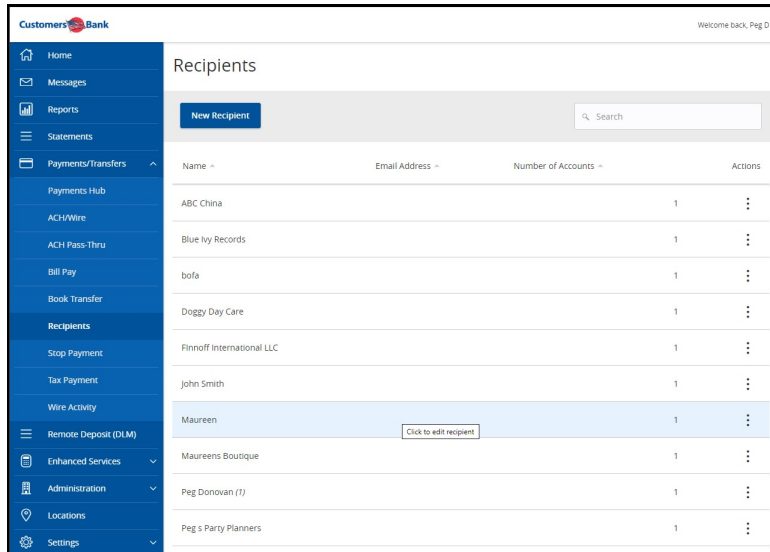 Customers Bank
Welcome back, Peg D
Home
Messages
Reports
Statements
Payments/Transfers
Payments Hub
ACH/Wire
ACH Pass-Thru
Bill Pay
Book Transfer
Recipients
Stop Payment
Tax Payment
Wire Activity
Remote Deposit (DLM)
Enhanced Services
Administration
Locations
Settings
Recipients
New Recipient
Search
Name Email Address Number of Accounts Actions
ABC China 1
Blue Ivy Records 1
bofa 1
Doggy Day Care 1
FInnoff International LLC 1
John Smith 1
Maureen 1
Click to edit recipient
Maureens Boutique 1
Peg Donovan (1) 1
Peg s Party Planners 1